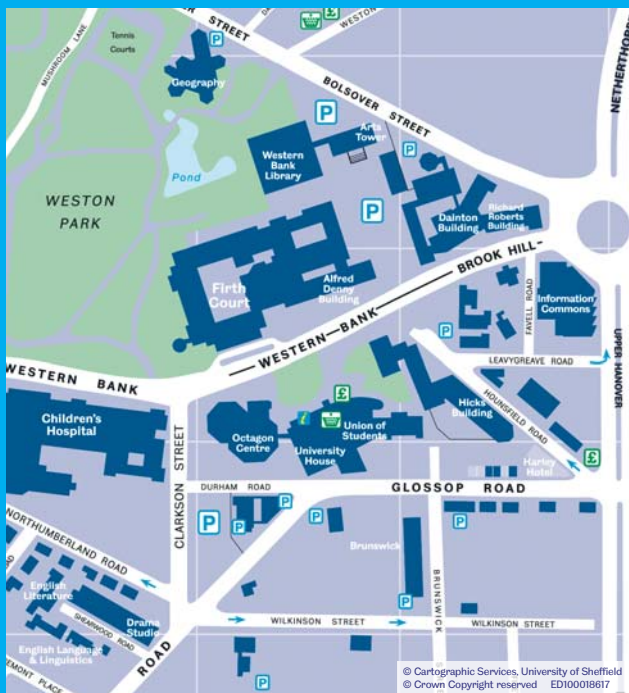 MUSHROOM LANE
Tennis
Courts
STREET
Geography
P
£
WESTON
NETHERTHORPE
BOLSOVER STREET
P
Arts
Tower
P
Western
Bank
Library
Pond
WESTON
PARK
P
Dainton
Building
Richard
Roberts
Building
BROOK HILL
Firth
Court
Alfred
Denny
Building
Information
Commons
FAVELL ROAD
P
WESTERN BANK
LEAVYGREAVE ROAD
UPPER HANOVER
WESTERN BANK
HOUNSFIELD ROAD
Children's
Hospital
£
i
Octagon
Centre
Union of
Students
University
House
Hicks
Building
CLARKSON STREET
Harley
Hotel
£
DURHAM ROAD
GLOSSOP ROAD
P
P
P
P
P
NORTHUMBERLAND
ROAD
Brunswick
English
Literature
Drama
Studio
SHEARWOOD ROAD
P
BRUNSWICK
WILKINSON STREET
WILKINSON STREET
English Language
& Linguistics
ROAD
P
PLACE
© Cartographic Services, University of Sheffield
© Crown Copyright reserved ED100018617